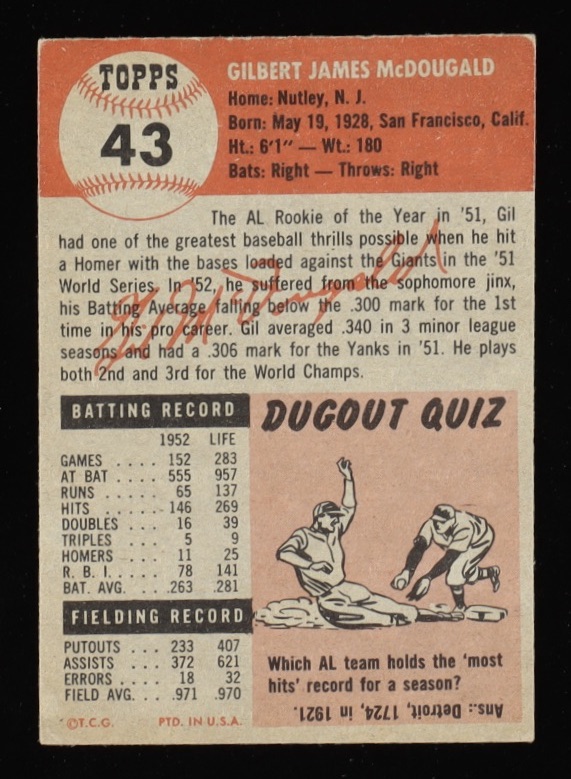 TOPPS
43
GILBERT JAMES McDOUGALD
Home: Nutley, N. J.
Born: May 19, 1928, San Francisco, Calif.
Ht.: 6'1" — Wt.: 180
Bats: Right — Throws: Right
The AL Rookie of the Year in '51, Gil
had one of the greatest baseball thrills possible when he hit
a Homer with the bases loaded against the Giants in the '51
World Series. In '52, he suffered from the sophomore jinx,
his Batting Average falling below the .300 mark for the 1st
time in his pro career. Gil averaged .340 in 3 minor league
seasons and had a .306 mark for the Yanks in '51. He plays
both 2nd and 3rd for the World Champs.
Gil McDougald
BATTING RECORD
1952 LIFE
GAMES .... 152 283
AT BAT .... 555 957
RUNS .... 65 137
HITS .... 146 269
DOUBLES .... 16 39
TRIPLES .... 5 9
HOMERS .... 11 25
R. B. I. .... 78 141
BAT. AVG. ... .263 .281
FIELDING RECORD
PUTOUTS .... 233 407
ASSISTS .... 372 621
ERRORS .... 18 32
FIELD AVG. ... .971 .970
©T.C.G. PTD. IN U.S.A.
DUGOUT QUIZ
Which AL team holds the 'most
hits' record for a season?
Ans.: Detroit, 1724, in 1921.